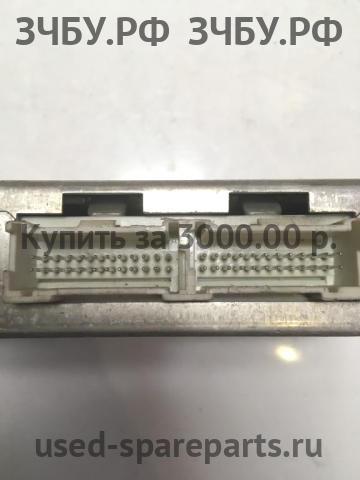 ЗЧБУ.РФ ЗЧБУ.РФ
Купить за 3000.00 р.
used-spareparts.ru